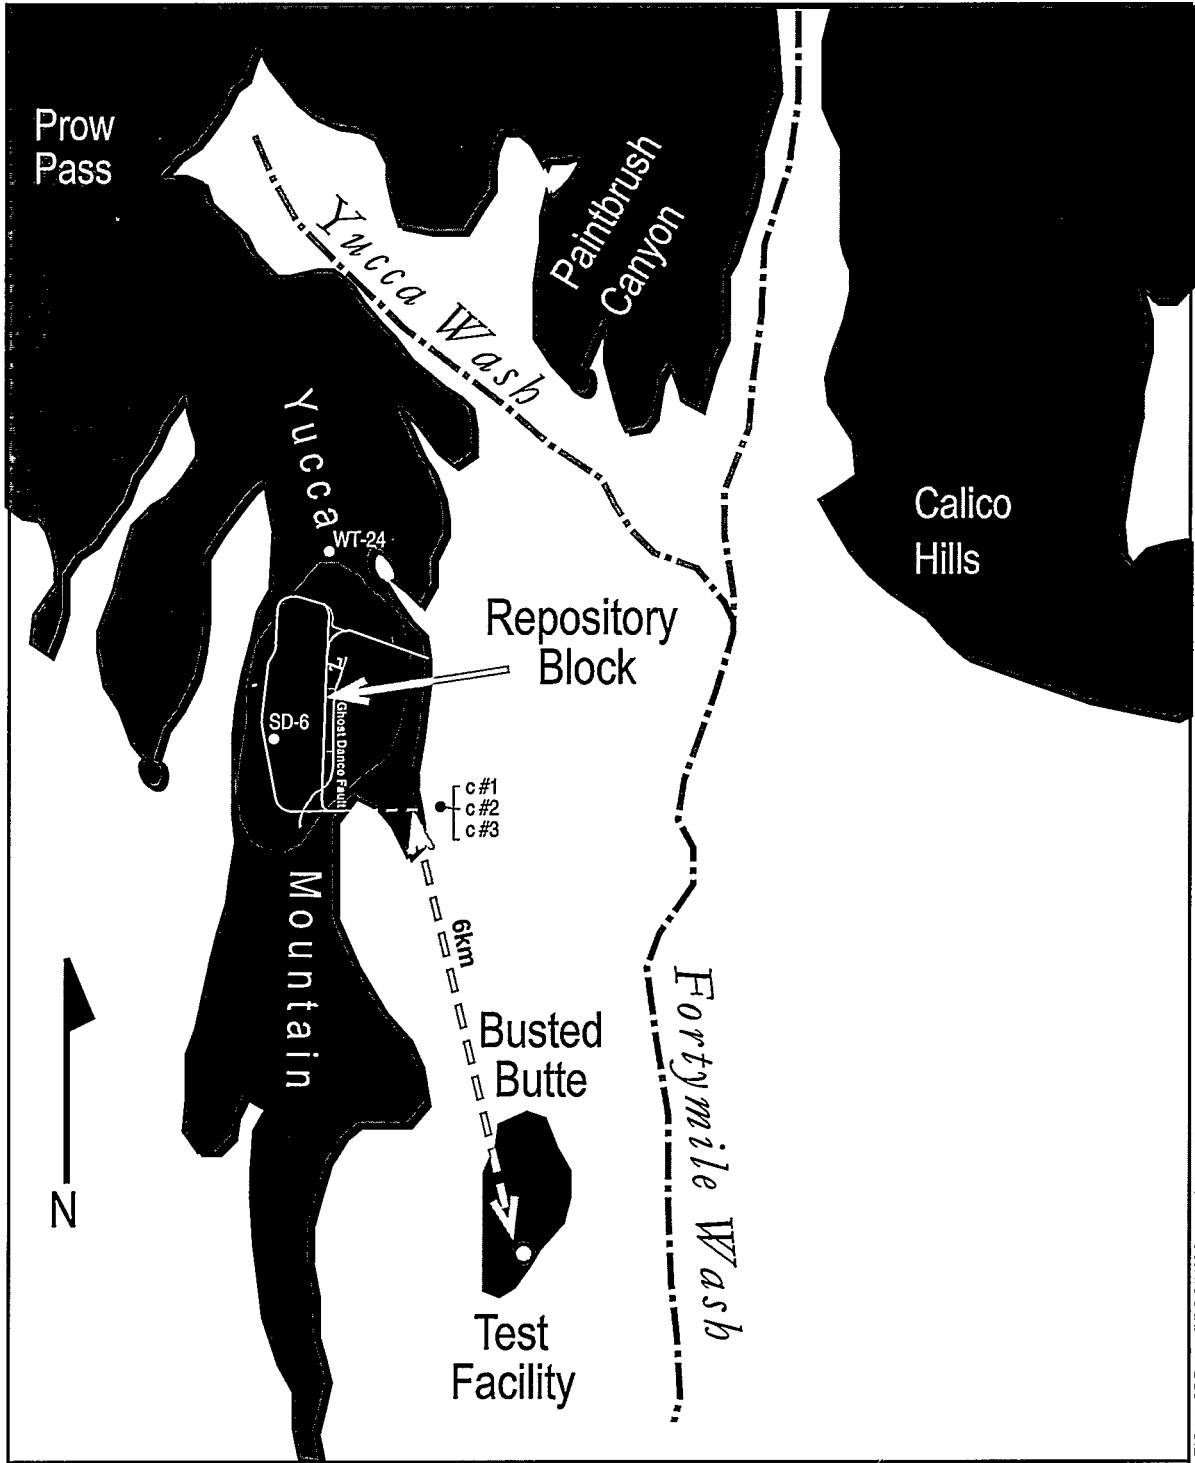 Prow
Pass
Paintbrush
Canyon
Yucca Wash
Yucca
WT-24
Calico
Hills
Repository
Block
SD-6
Ghost Danco Fault
c #1
c #2
c #3
Mountain
6km
Busted
Butte
Fortymile Wash
N
Test
Facility